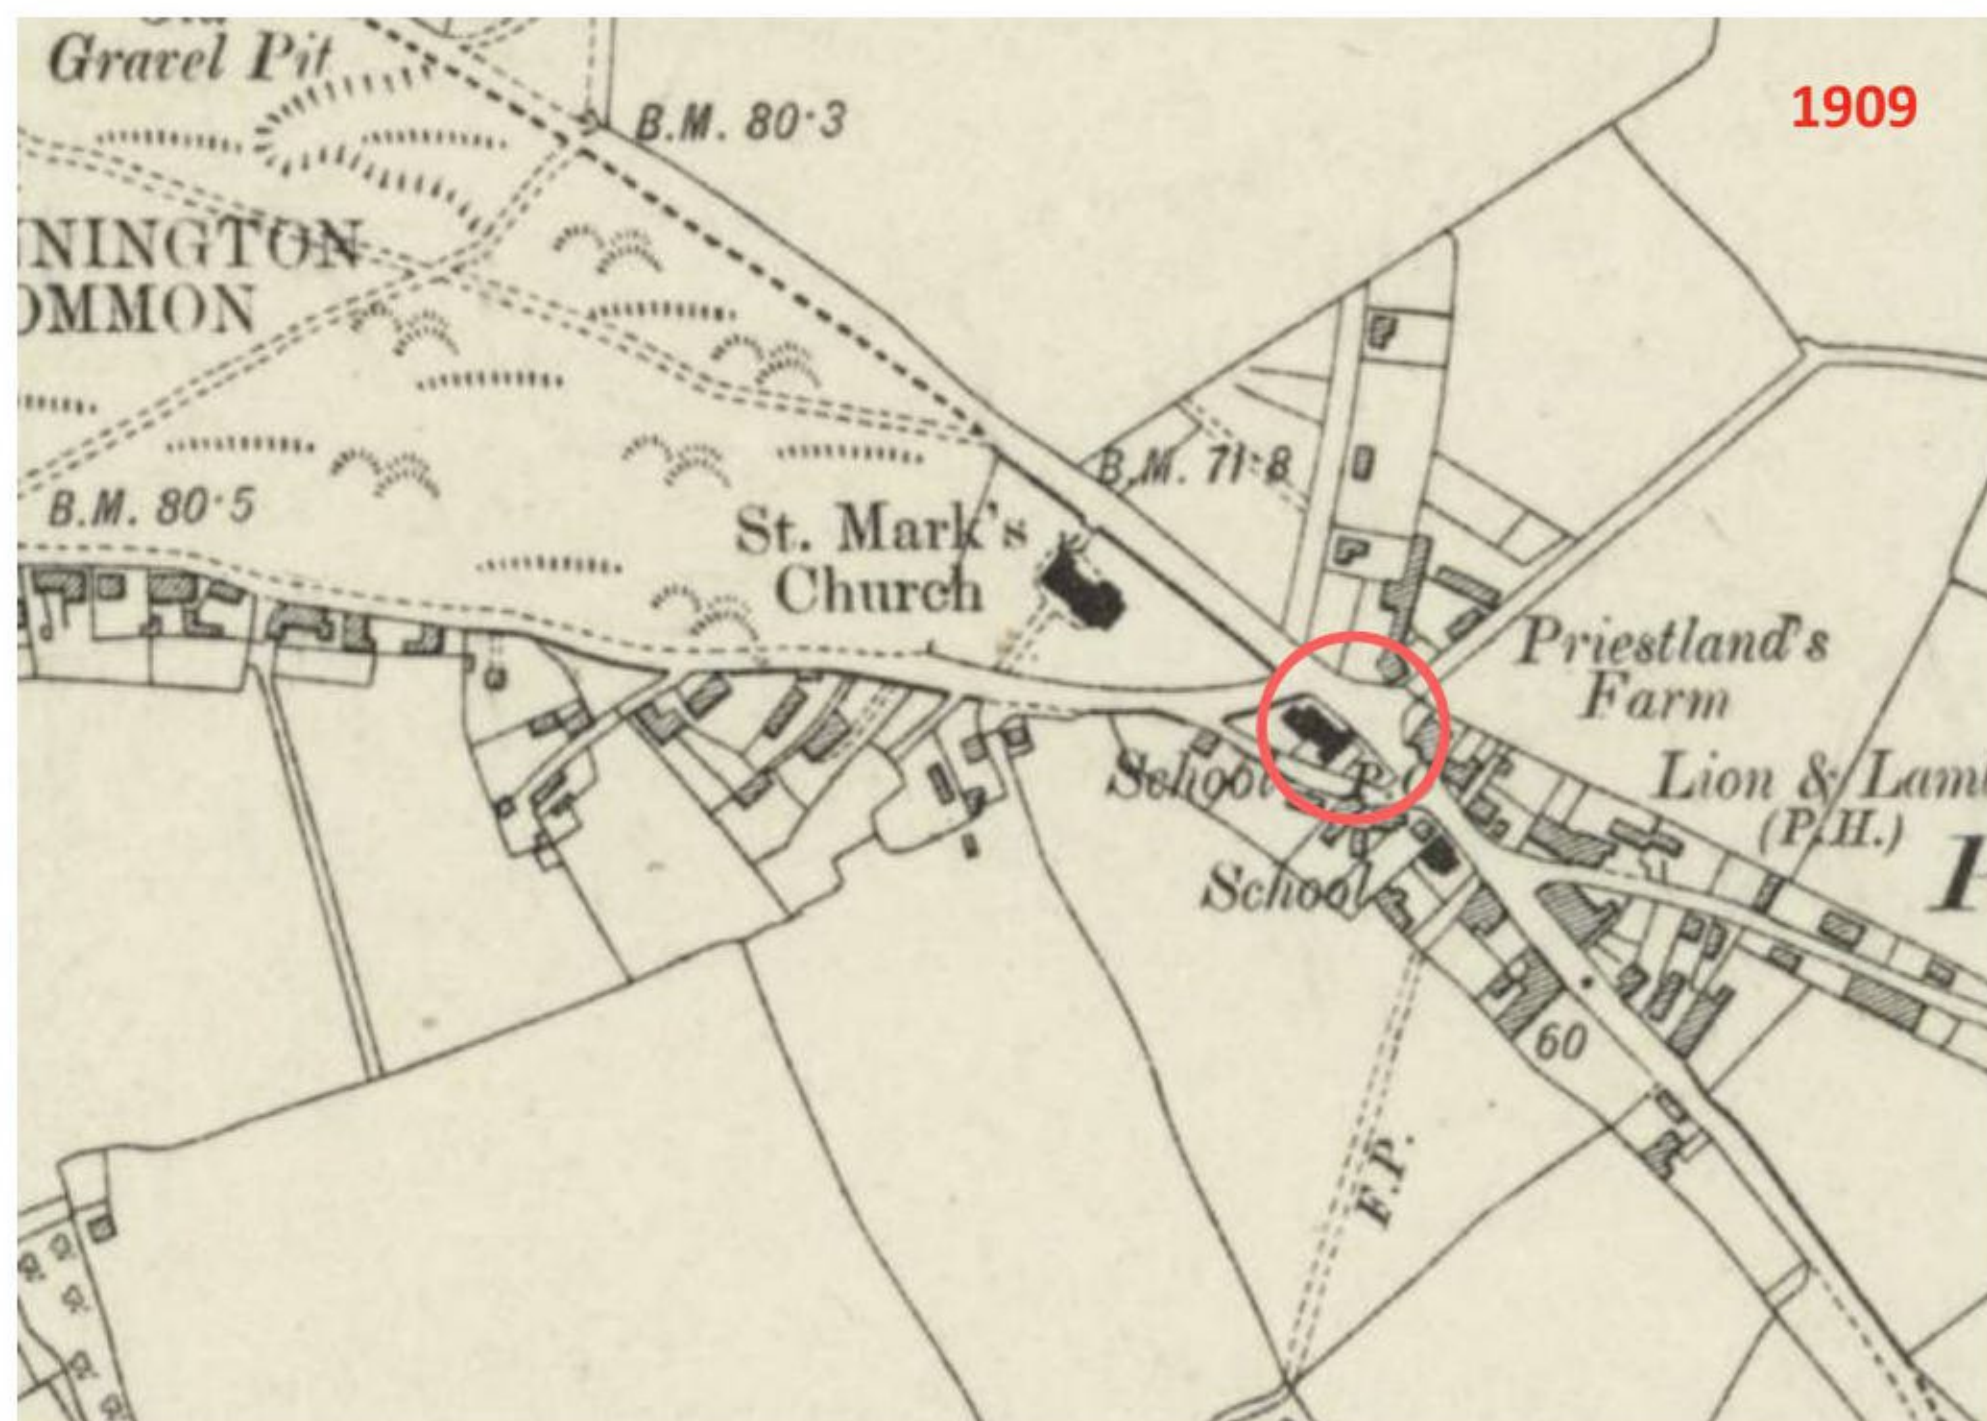 Gravel Pit
1909
B.M. 80·3
NNINGTON
OMMON
B.M. 71·8
B.M. 80·5
St. Mark's
Church
Priestland's
Farm
School
P.
Lion & Lam
(P.H.)
School
60
F.P.